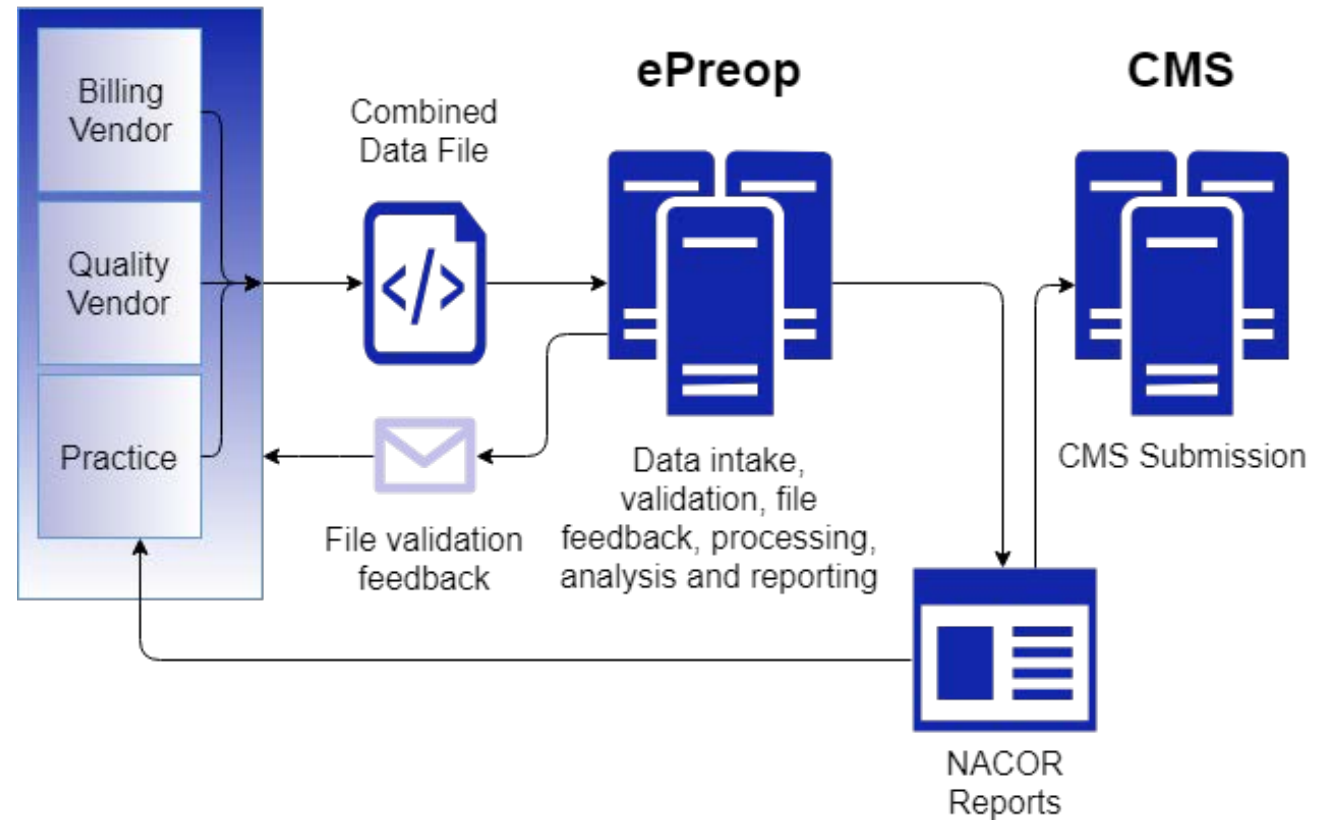 Billing
Vendor
Quality
Vendor
Practice
Combined
Data File
</>
File validation
feedback
ePreop
Data intake,
validation, file
feedback, processing,
analysis and reporting
CMS
CMS Submission
NACOR
Reports